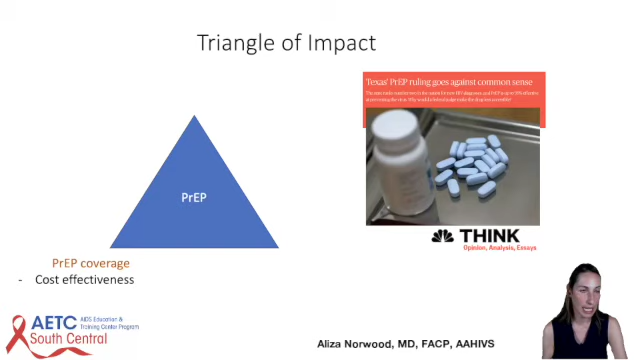 Triangle of Impact
Texas' PrEP ruling goes against common sense
PrEP
THINK
Opinion, Analysis, Essays
PrEP coverage
- Cost effectiveness
AETC
AIDS Education &
Training Center Program
South Central
Aliza Norwood, MD, FACP, AAHIVS